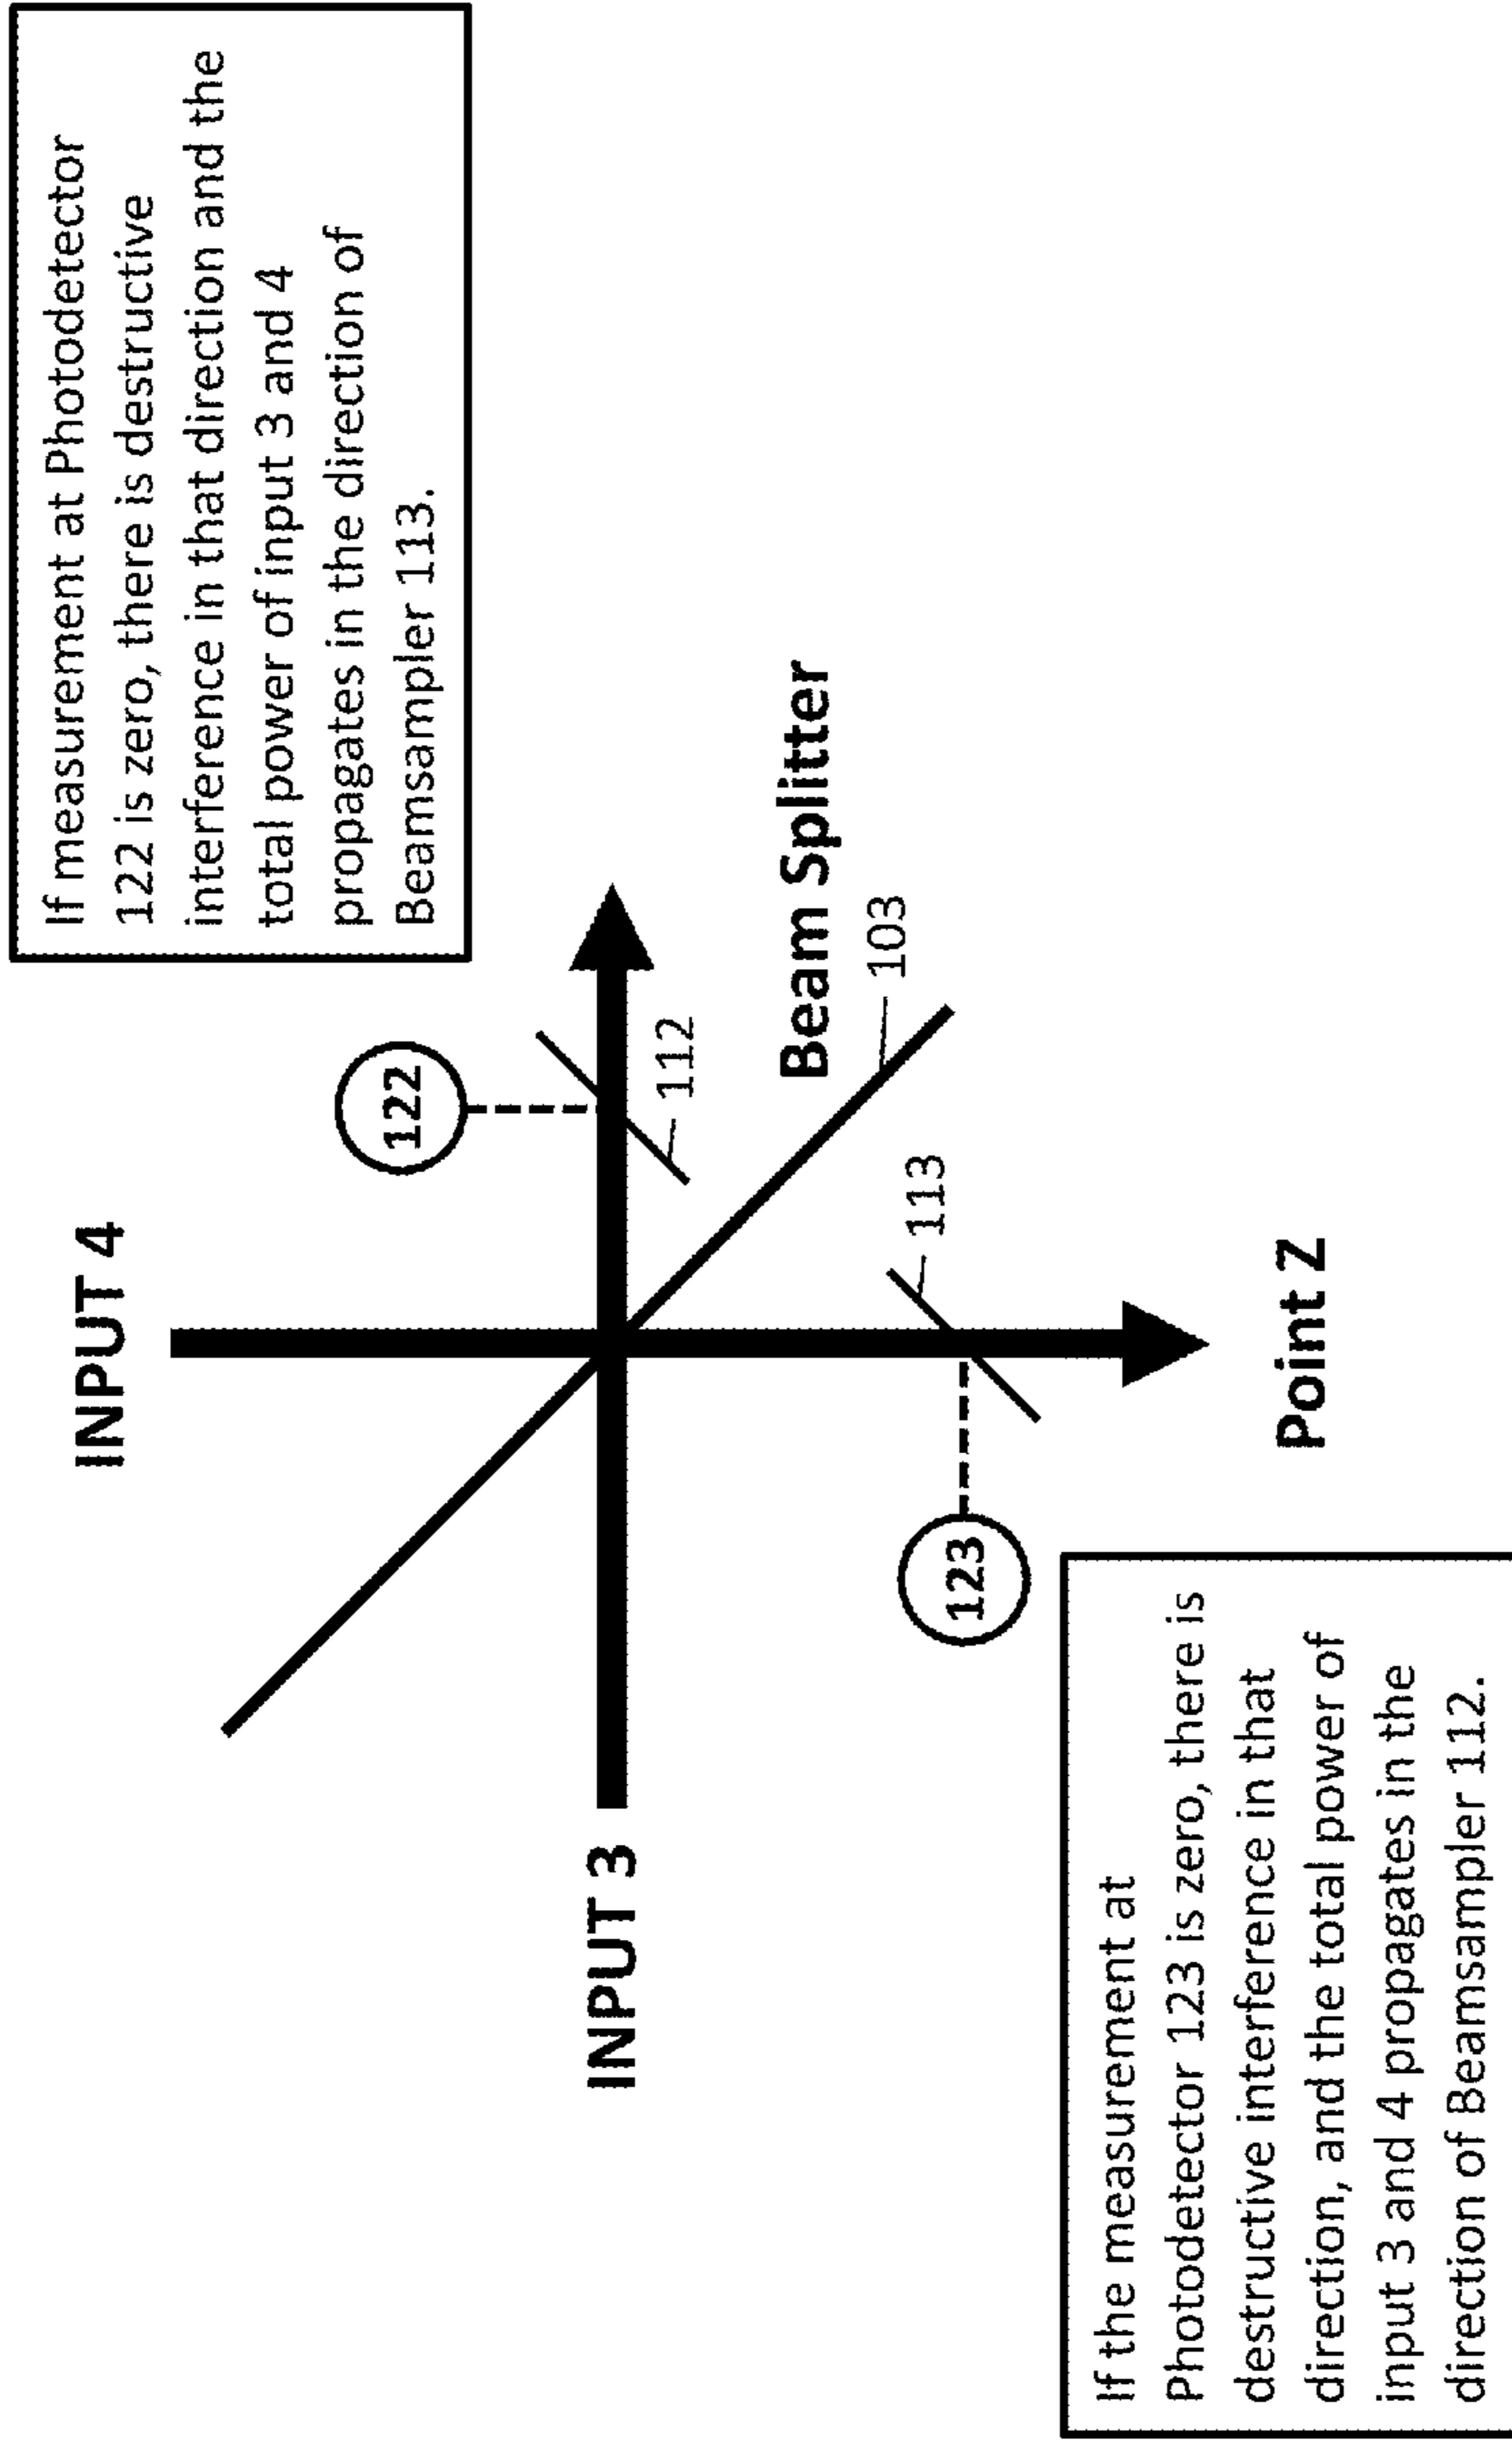 If measurement at Photodetector
122 is zero, there is destructive
interference in that direction and the
total power of input 3 and 4
propagates in the direction of
Beamsampler 113.
INPUT 4
122
112
Beam Splitter
103
113
INPUT 3
123
Point Z
If the measurement at
Photodetector 123 is zero, there is
destructive interference in that
direction, and the total power of
input 3 and 4 propagates in the
direction of Beamsampler 112.